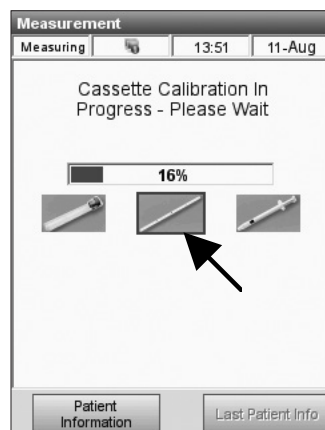 Measurement
Measuring 13:51 11-Aug
Cassette Calibration In
Progress - Please Wait
16%
Patient
Information
Last Patient Info